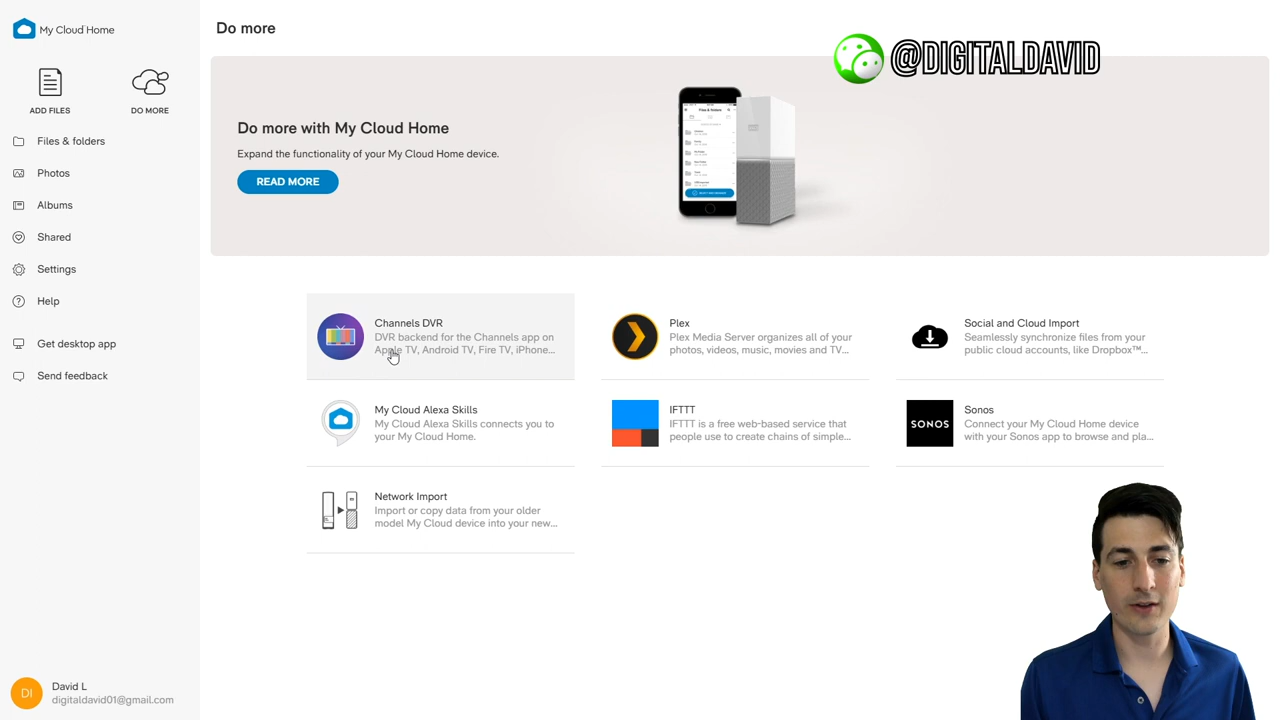 My Cloud Home
ADD FILES
DO MORE
Files & folders
Photos
Albums
Shared
Settings
Help
Get desktop app
Send feedback
DI
David L
digitaldavid01@gmail.com
Do more
@DIGITALDAVID
Do more with My Cloud Home
Expand the functionality of your My Cloud Home device.
READ MORE
Files & folders
Channels DVR
DVR backend for the Channels app on
Apple TV, Android TV, Fire TV, iPhone...
Plex
Plex Media Server organizes all of your
photos, videos, music, movies and TV...
Social and Cloud Import
Seamlessly synchronize files from your
public cloud accounts, like Dropbox™...
My Cloud Alexa Skills
My Cloud Alexa Skills connects you to
your My Cloud Home.
IFTTT
IFTTT is a free web-based service that
people use to create chains of simple...
SONOS
Sonos
Connect your My Cloud Home device
with your Sonos app to browse and pla...
Network Import
Import or copy data from your older
model My Cloud device into your new...